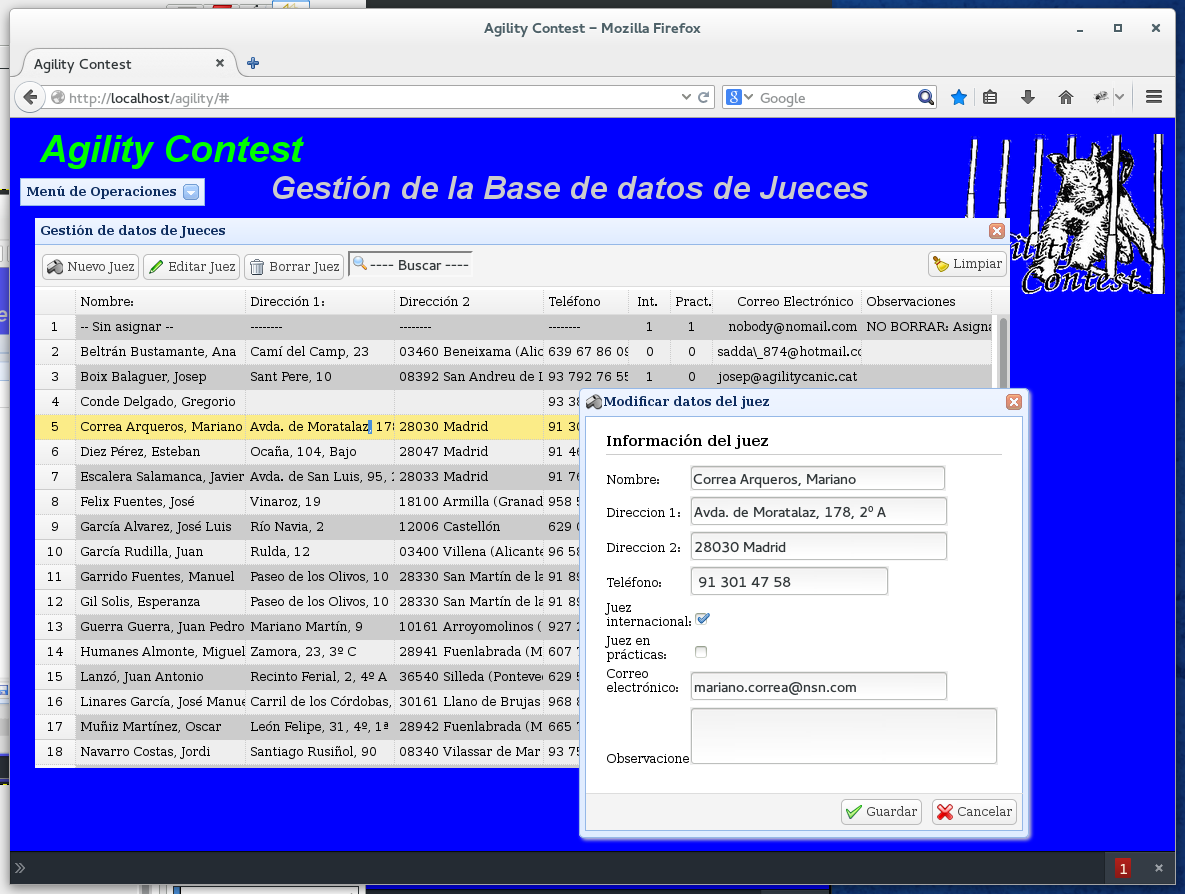 Agility Contest – Mozilla Firefox
Agility Contest
http://localhost/agility/#
Google
Agility Contest
Menú de Operaciones
Gestión de la Base de datos de Jueces
Contest
Gestión de datos de Jueces
Nuevo Juez Editar Juez Borrar Juez ---- Buscar ---- Limpiar
Nombre: Dirección 1: Dirección 2 Teléfono Int. Pract. Correo Electrónico Observaciones
1 -- Sin asignar -- -------- -------- -------- 1 1 nobody@nomail.com NO BORRAR: Asigna
2 Beltrán Bustamante, Ana Camí del Camp, 23 03460 Beneixama (Alic 639 67 86 09 0 0 sadda\_874@hotmail.co
3 Boix Balaguer, Josep Sant Pere, 10 08392 San Andreu de 93 792 76 55 1 0 josep@agilitycanic.cat
4 Conde Delgado, Gregorio 93 38
5 Correa Arqueros, Mariano Avda. de Moratalaz, 178 28030 Madrid 91 30
6 Diez Pérez, Esteban Ocaña, 104, Bajo 28047 Madrid 91 46
7 Escalera Salamanca, Javier Avda. de San Luis, 95, 28033 Madrid 91 76
8 Felix Fuentes, José Vinaroz, 19 18100 Armilla (Granad 958 5
9 García Alvarez, José Luis Río Navia, 2 12006 Castellón 629 0
10 García Rudilla, Juan Rulda, 12 03400 Villena (Alicante 96 58
11 Garrido Fuentes, Manuel Paseo de los Olivos, 10 28330 San Martín de la 91 89
12 Gil Solis, Esperanza Paseo de los Olivos, 10 28330 San Martín de la 91 89
13 Guerra Guerra, Juan Pedro Mariano Martín, 9 10161 Arroyomolinos ( 927 2
14 Humanes Almonte, Miguel Zamora, 23, 3º C 28941 Fuenlabrada (M 607 7
15 Lanzó, Juan Antonio Recinto Ferial, 2, 4º A 36540 Silleda (Ponteved 629 5
16 Linares García, José Manue Carril de los Córdobas, 30161 Llano de Brujas 968 8
17 Muñiz Martínez, Oscar León Felipe, 31, 4º, 1ª 28942 Fuenlabrada (M 665 7
18 Navarro Costas, Jordi Santiago Rusiñol, 90 08340 Vilassar de Mar 93 75
Modificar datos del juez
Información del juez
Nombre: Correa Arqueros, Mariano
Direccion 1: Avda. de Moratalaz, 178, 2º A
Direccion 2: 28030 Madrid
Teléfono: 91 301 47 58
Juez
internacional:
Juez en
prácticas:
Correo
electrónico: mariano.correa@nsn.com
Observacione
Guardar Cancelar
1